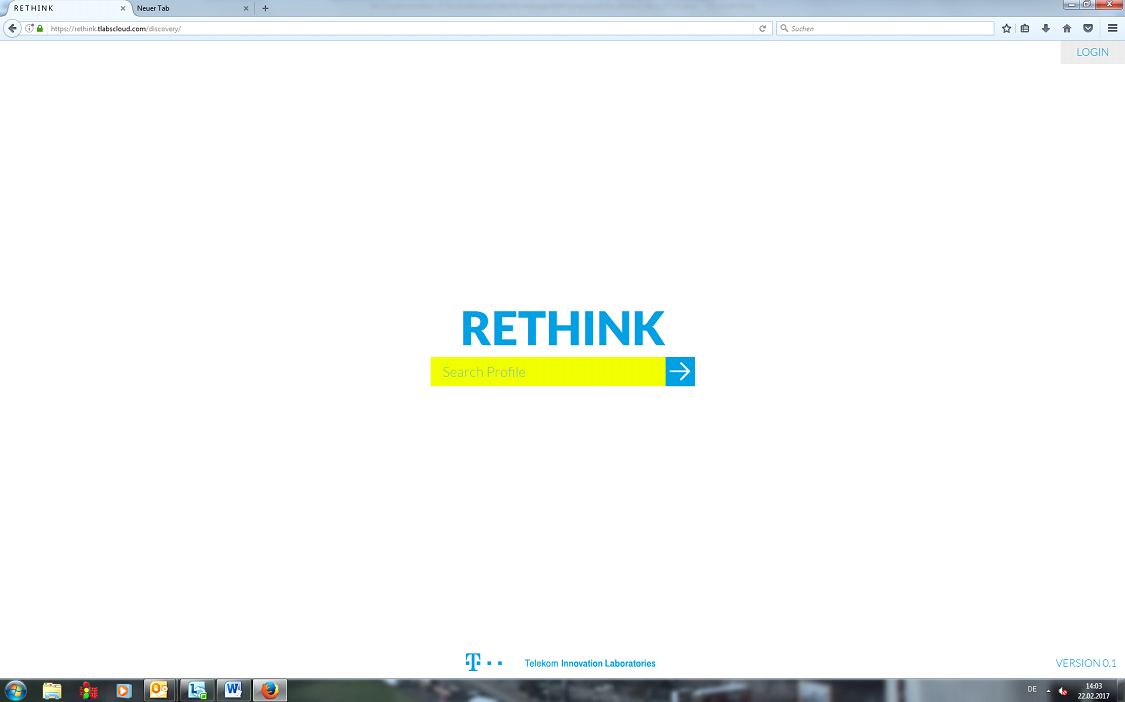 RETHINK
Neuer Tab
https://rethink.tlabscloud.com/discovery/
Suchen
LOGIN
RETHINK
Search Profile
Telekom Innovation Laboratories
VERSION 0.1
DE
14:03
22.02.2017